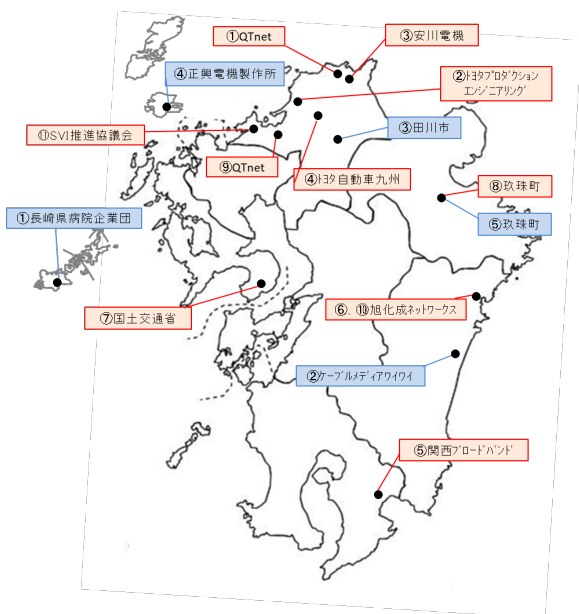 ①QTnet
③安川電機
④正興電機製作所
②ﾄﾖﾀﾌﾟﾛﾀﾞｸｼｮﾝ
ｴﾝｼﾞﾆｱﾘﾝｸﾞ
⑪SVI推進協議会
③田川市
⑨QTnet
④ﾄﾖﾀ自動車九州
⑧玖珠町
①長崎県病院企業団
⑤玖珠町
⑦国土交通省
⑥、⑩旭化成ネットワークス
②ｹｰﾌﾞﾙﾒﾃﾞｨｱﾜｲﾜｲ
⑤関西ﾌﾞﾛｰﾄﾞﾊﾞﾝﾄﾞ